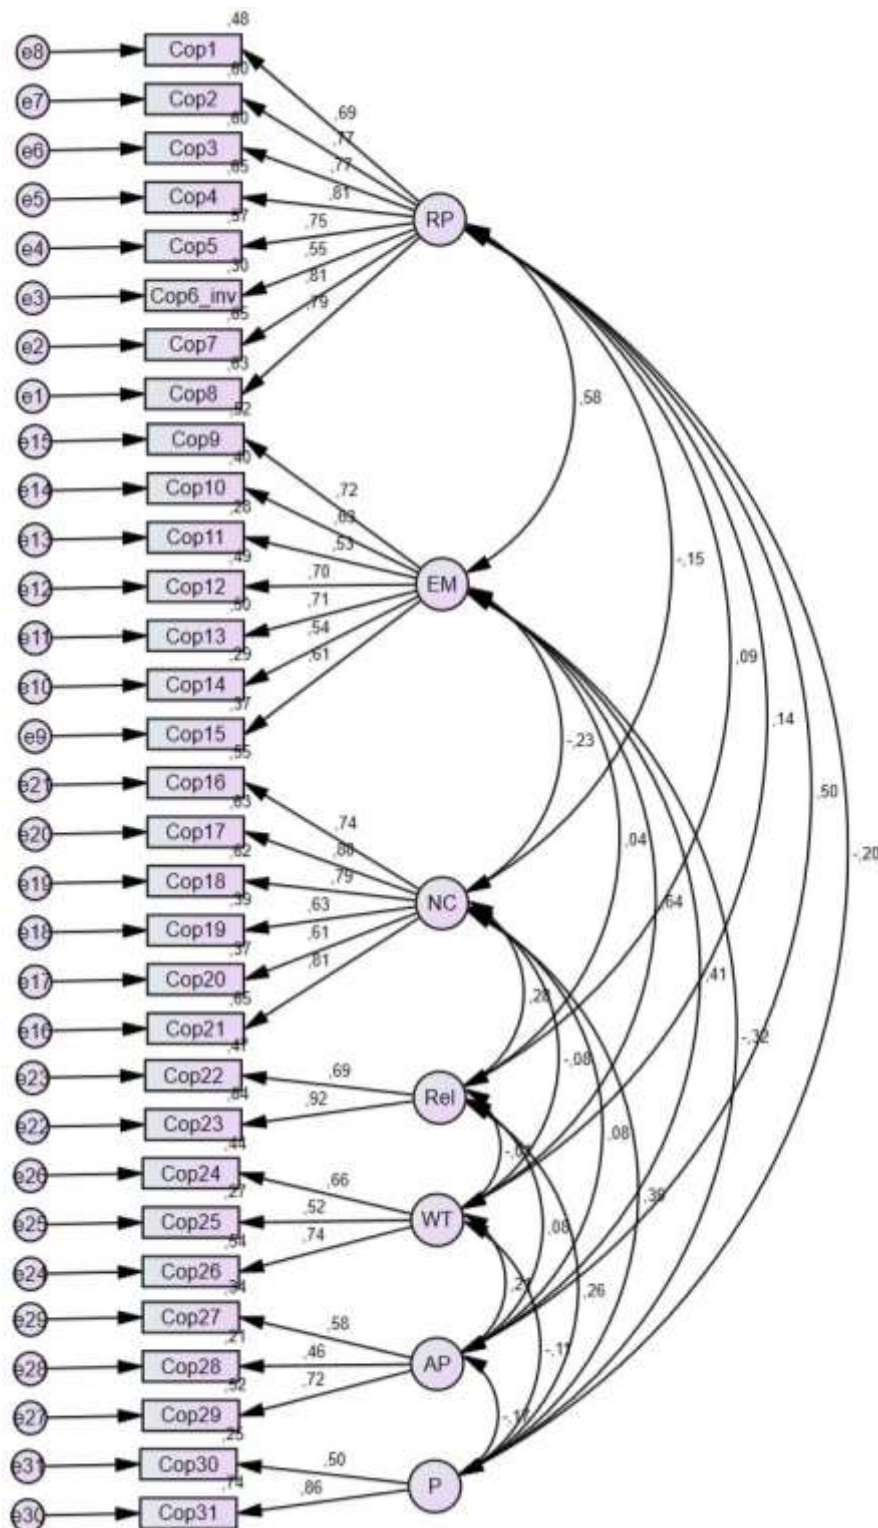 ,48
e8 Cop1
,60 ,69
e7 Cop2
,60 ,77
e6 Cop3 ,77
,65 ,81
e5 Cop4 RP
,57 ,75
e4 Cop5 ,55
,30 ,81
e3 Cop6_inv ,79
,65
e2 Cop7
,63
e1 Cop8 ,58
,52
e15 Cop9
,40 ,72
e14 Cop10
,28 ,63
e13 Cop11 ,53
,49 ,70 -,15
e12 Cop12 EM
,50 ,71
e11 Cop13 ,54
,29 ,61 ,09
e10 Cop14
,37 ,14
e9 Cop15 -,23
,55
e21 Cop16 ,50
,63 ,74
e20 Cop17 ,80 ,04
,62 ,79 -,20
e19 Cop18 NC ,64
,39 ,63
e18 Cop19 ,61
,37 ,81
e17 Cop20 ,41
,65 ,28
e16 Cop21 -,32
,47 -,08
e23 Cop22 ,69
,84 Rel
e22 Cop23 ,92 ,08
,44
e26 Cop24 ,66 ,39
,27
e25 Cop25 ,52 WT ,08
,54 ,74
e24 Cop26
,34 ,26
e29 Cop27 ,58
,21 -,11
e28 Cop28 ,46 AP
,52 ,72
e27 Cop29 -,17
,25
e31 Cop30 ,50
,74 P
e30 Cop31 ,86